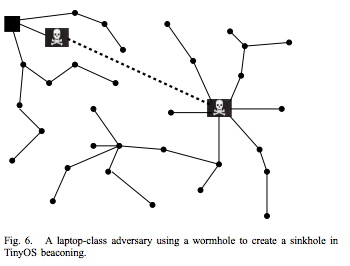 Fig. 6. A laptop-class adversary using a wormhole to create a sinkhole in
TinyOS beaconing.